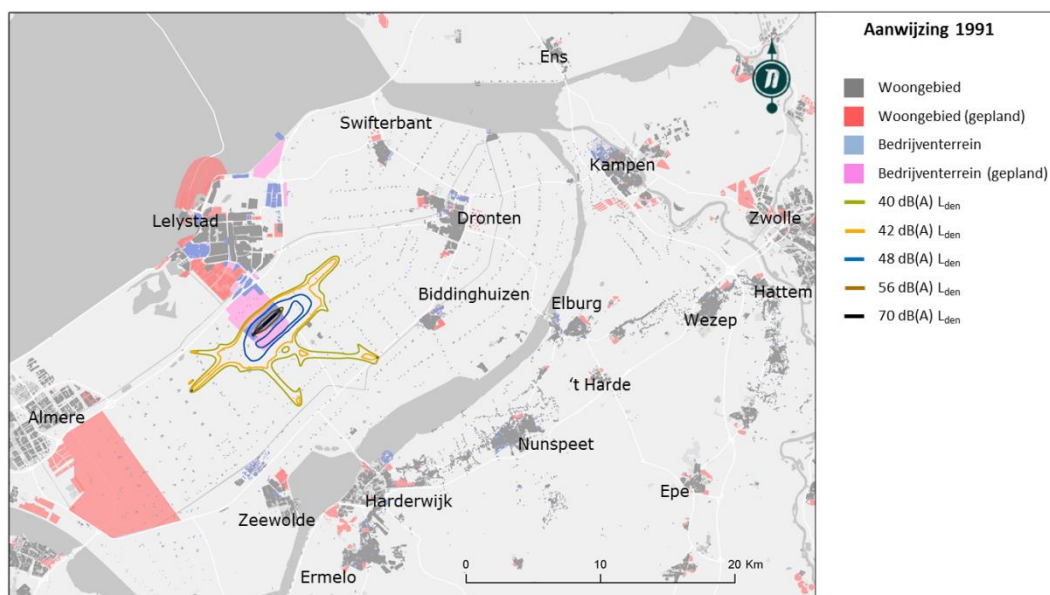 Aanwijzing 1991
Woongebied
Woongebied (gepland)
Bedrijventerrein
Bedrijventerrein (gepland)
40 dB(A) Lden
42 dB(A) Lden
48 dB(A) Lden
56 dB(A) Lden
70 dB(A) Lden
Ens
Swifterbant
Kampen
Lelystad
Dronten
Zwolle
Biddinghuizen
Elburg
Hattem
Wezep
't Harde
Almere
Nunspeet
Epe
Harderwijk
Zeewolde
Ermelo
0 10 20 Km
n